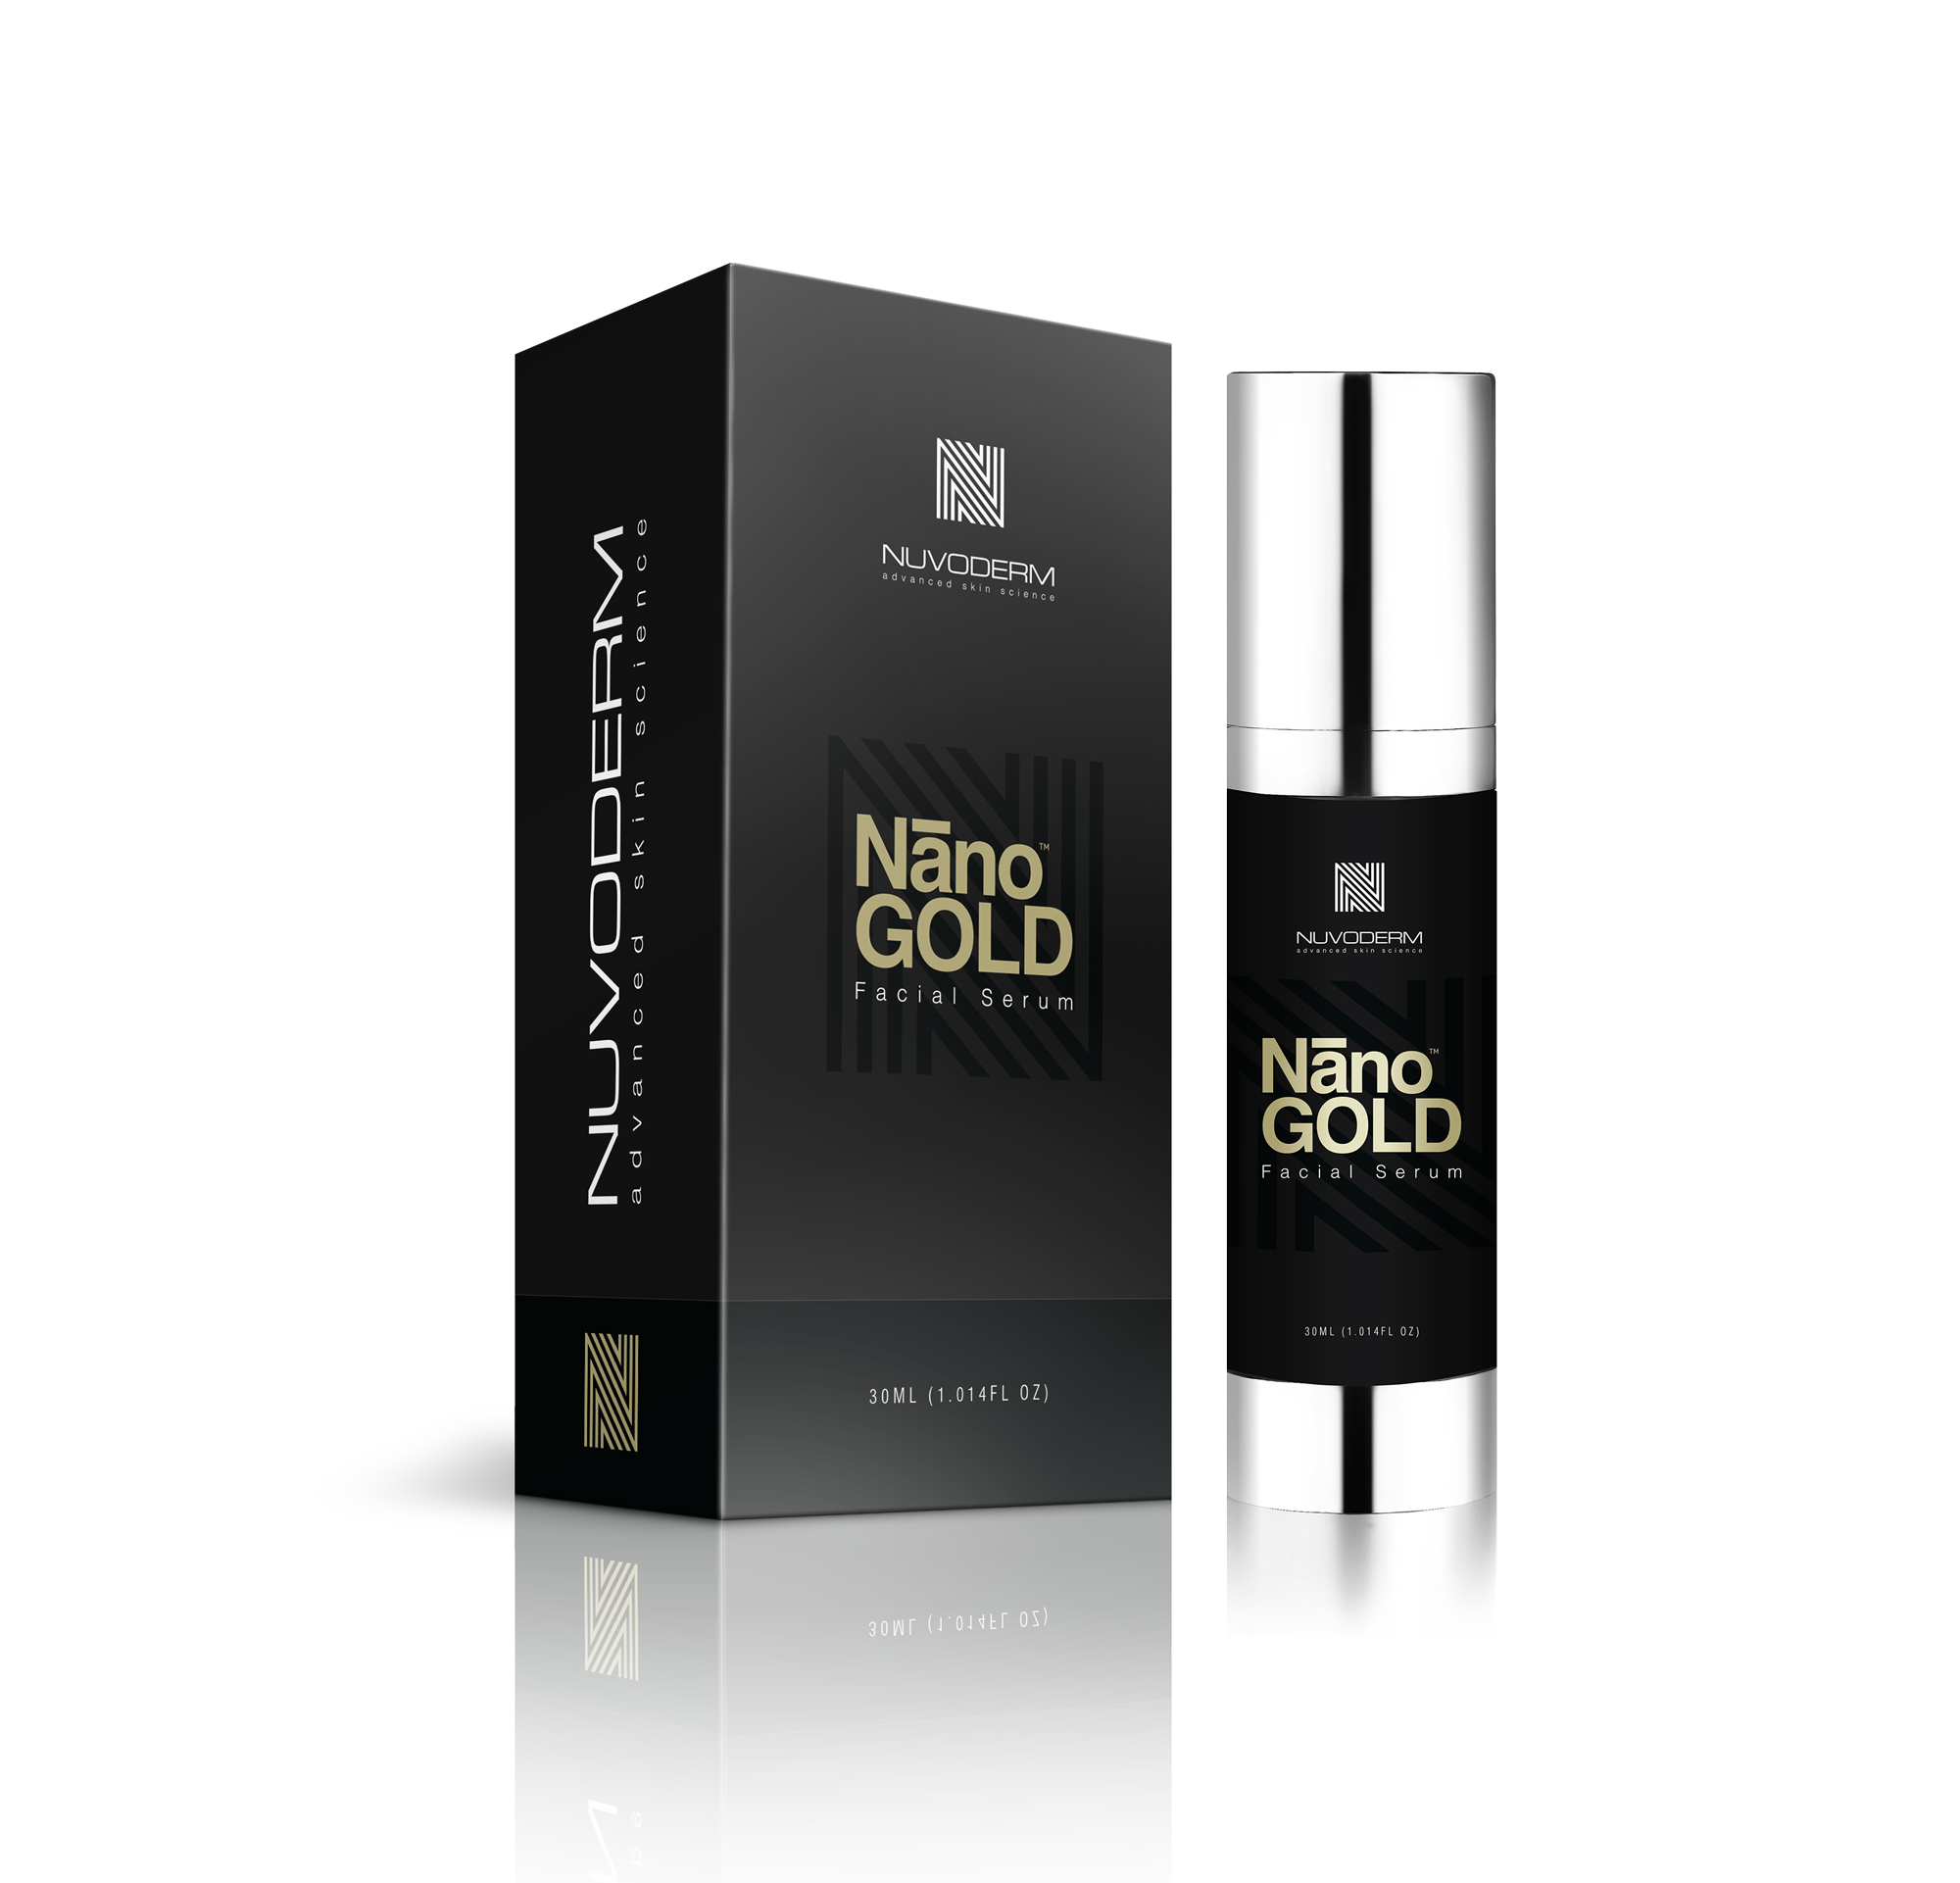 NUVODERM
advanced skin science
NUVODERM
advanced skin science
Nāno™
GOLD
Facial Serum
30ML (1.014FL OZ)
NUVODERM
advanced skin science
Nāno™
GOLD
Facial Serum
30ML (1.014FL OZ)